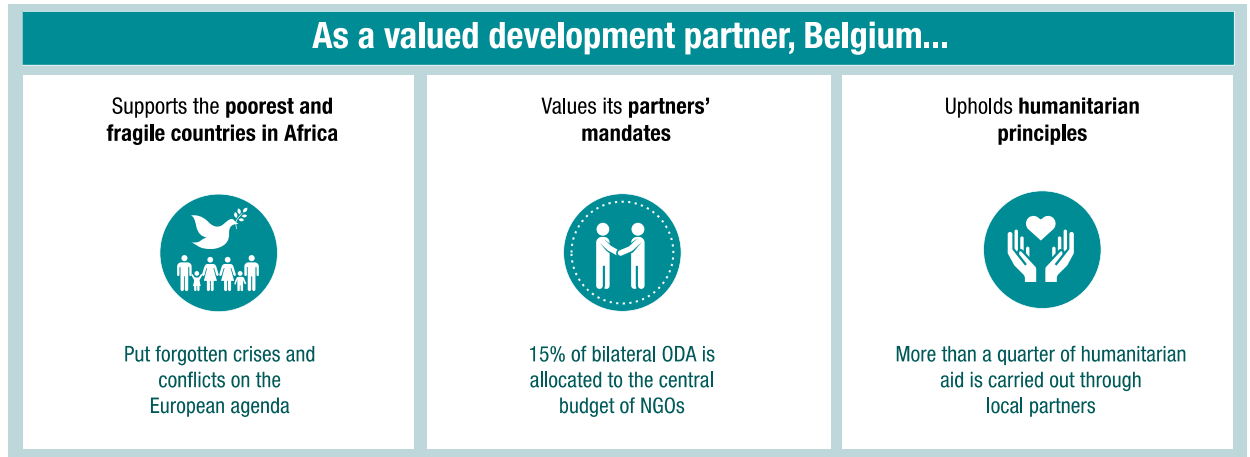 As a valued development partner, Belgium...
Supports the poorest and
fragile countries in Africa
Put forgotten crises and
conflicts on the
European agenda
Values its partners’
mandates
15% of bilateral ODA is
allocated to the central
budget of NGOs
Upholds humanitarian
principles
More than a quarter of humanitarian
aid is carried out through
local partners